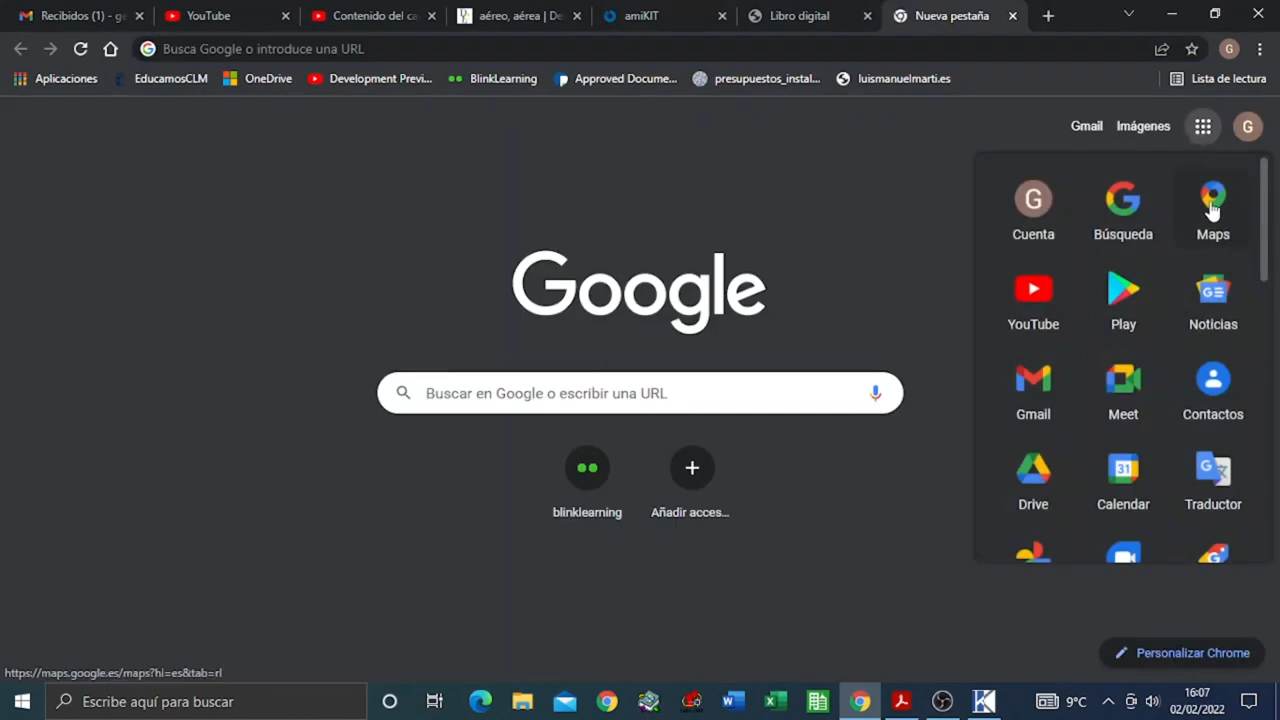 Recibidos (1) - ge
YouTube
Contenido del ca
aéreo, aérea | De
amiKIT
Libro digital
Nueva pestaña
Busca Google o introduce una URL
G
Aplicaciones
EducamosCLM
OneDrive
Development Previ...
BlinkLearning
Approved Docume...
presupuestos_instal...
luismanuelmarti.es
Lista de lectura
Gmail
Imágenes
G
G
Cuenta
Búsqueda
Maps
YouTube
Play
Noticias
Gmail
Meet
Contactos
31
Drive
Calendar
Traductor
Google
Buscar en Google o escribir una URL
blinklearning
Añadir acces...
Personalizar Chrome
https://maps.google.es/maps?hl=es&tab=rl
Escribe aquí para buscar
9°C
16:07
02/02/2022